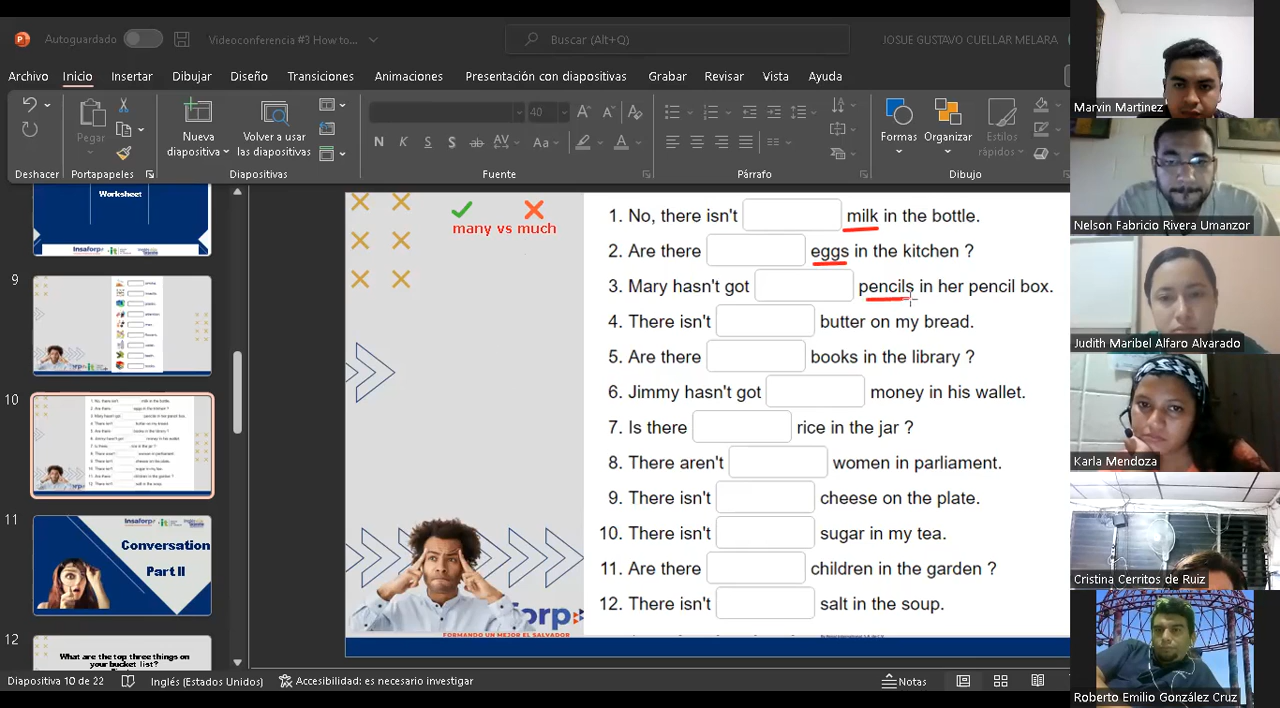 Autoguardado
Videoconferencia #3 How to...
Buscar (Alt+Q)
JOSUE GUSTAVO CUELLAR MELARA
Archivo Inicio Insertar Dibujar Diseño Transiciones Animaciones Presentación con diapositivas Grabar Revisar Vista Ayuda
Pegar
Nueva diapositiva
Volver a usar las diapositivas
40
N K S S ab AV Aa A
Formas
Organizar
Estilos rápidos
Deshacer Portapapeles Diapositivas Fuente Párrafo Dibujo
Worksheet
Insaforp
9
10
11
Insaforp
Conversation
Part II
12
What are the top three things on
your bucket list?
many vs much
1. No, there isn't milk in the bottle.
2. Are there eggs in the kitchen ?
3. Mary hasn't got pencils in her pencil box.
4. There isn't butter on my bread.
5. Are there books in the library ?
6. Jimmy hasn't got money in his wallet.
7. Is there rice in the jar ?
8. There aren't women in parliament.
9. There isn't cheese on the plate.
10. There isn't sugar in my tea.
11. Are there children in the garden ?
12. There isn't salt in the soup.
forp
FORMANDO UN MEJOR EL SALVADOR
Diapositiva 10 de 22
Inglés (Estados Unidos)
Accesibilidad: es necesario investigar
Notas
Marvin Martinez
Nelson Fabricio Rivera Umanzor
Judith Maribel Alfaro Alvarado
Karla Mendoza
Cristina Cerritos de Ruiz
Roberto Emilio González Cruz